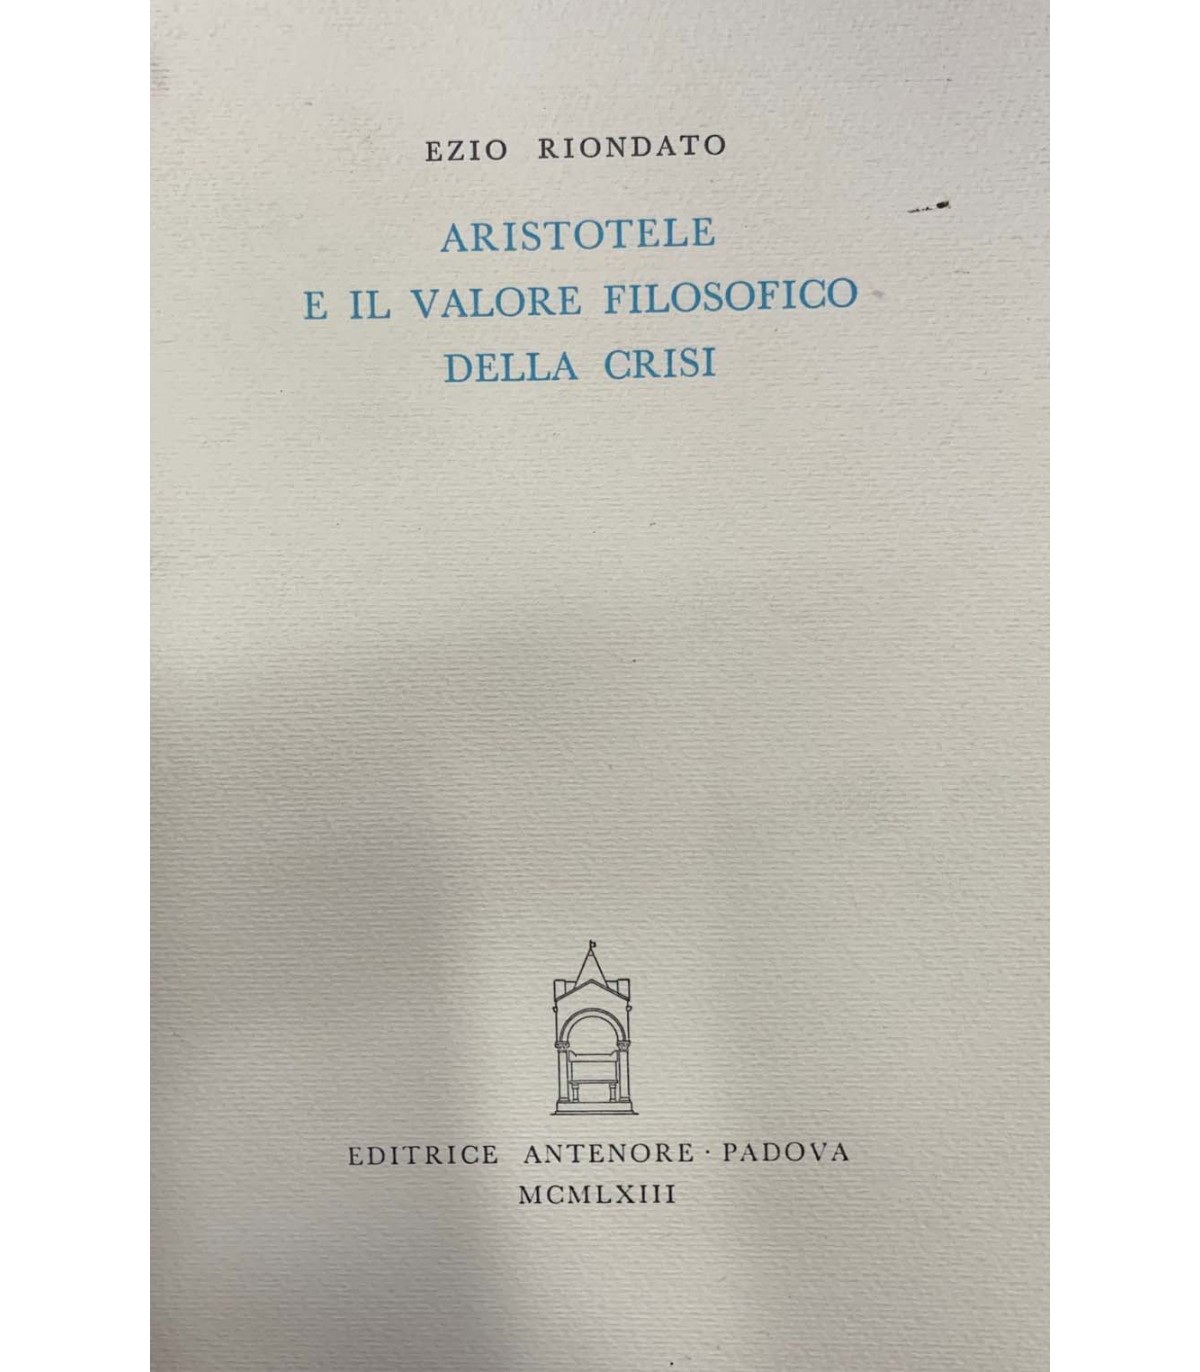 EZIO RIONDATO
ARISTOTELE
E IL VALORE FILOSOFICO
DELLA CRISI
EDITRICE ANTENORE · PADOVA
MCMLXIII